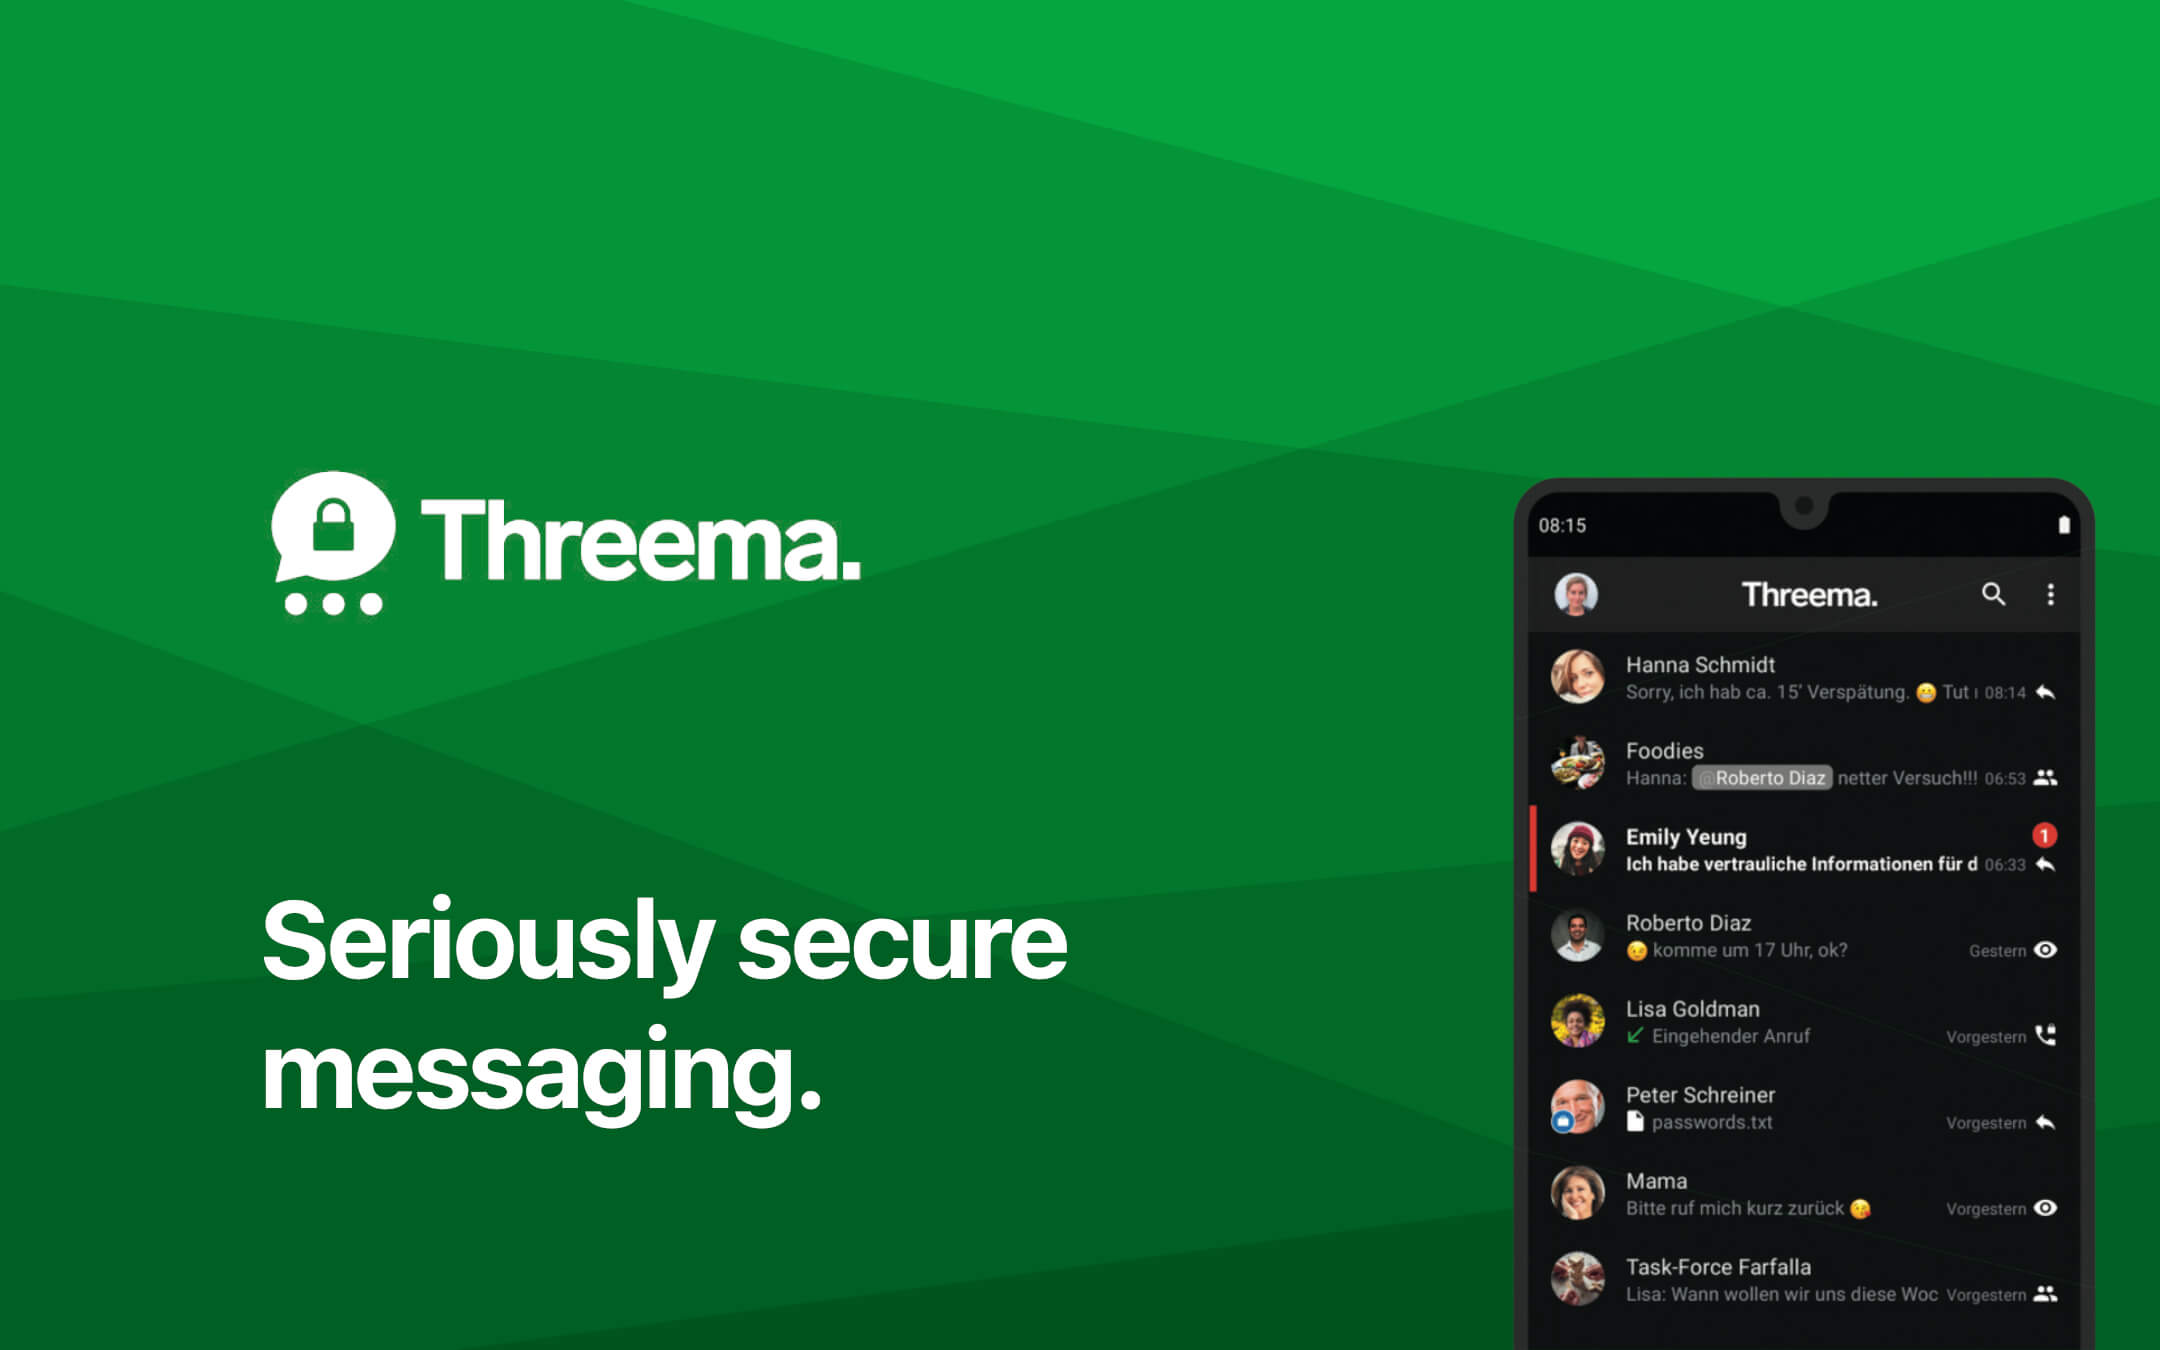 Threema.
Seriously secure
messaging.
08:15
Threema.
Hanna Schmidt
Sorry, ich hab ca. 15' Verspätung. 😬 Tut 08:14
Foodies
Hanna: @Roberto Diaz netter Versuch!!! 06:53
Emily Yeung 1
Ich habe vertrauliche Informationen für d 06:33
Roberto Diaz
😉 komme um 17 Uhr, ok? Gestern
Lisa Goldman
Eingehender Anruf Vorgestern
Peter Schreiner
passwords.txt Vorgestern
Mama
Bitte ruf mich kurz zurück 😘 Vorgestern
Task-Force Farfalla
Lisa: Wann wollen wir uns diese Woc Vorgestern